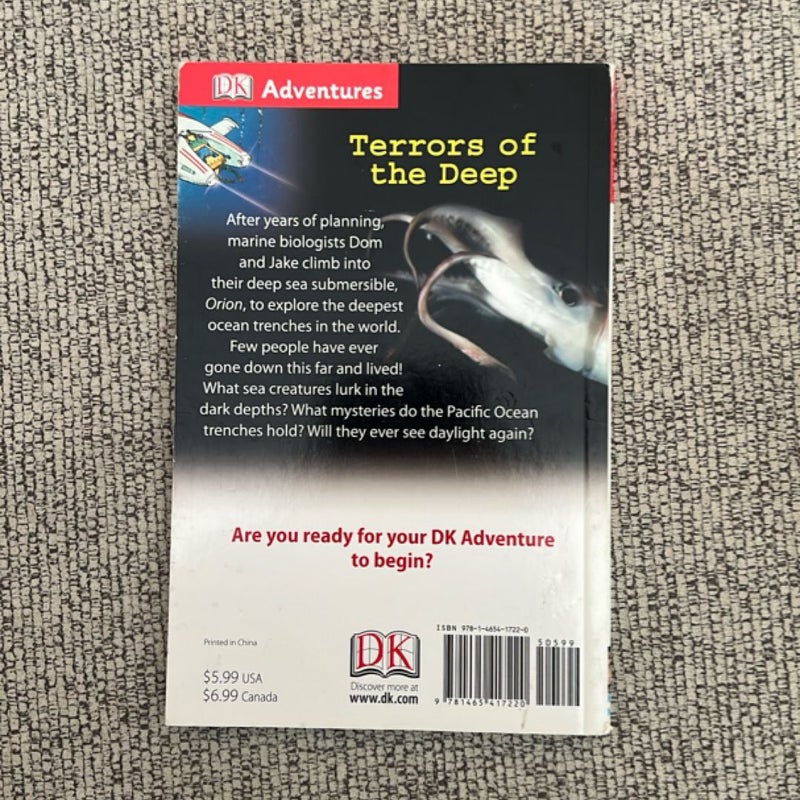 DK Adventures
Terrors of
the Deep
After years of planning,
marine biologists Dom
and Jake climb into
their deep sea submersible,
Orion, to explore the deepest
ocean trenches in the world.
Few people have ever
gone down this far and lived!
What sea creatures lurk in the
dark depths? What mysteries do the Pacific Ocean
trenches hold? Will they ever see daylight again?
Are you ready for your DK Adventure
to begin?
Printed in China
$5.99 USA
$6.99 Canada
DK
Discover more at
www.dk.com
ISBN 978-1-4654-1722-0
50599
9 781465 417220